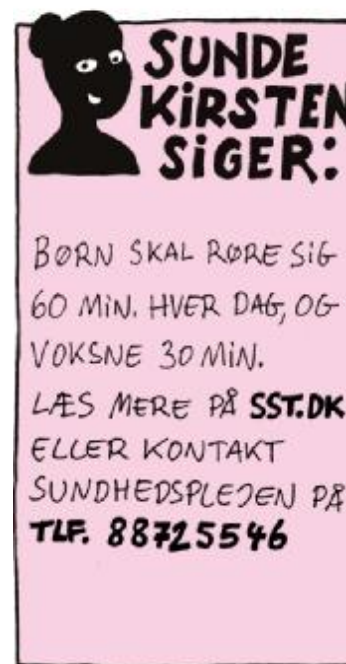 SUNDE
KiRSTEN
SiGER:
BØRN SKAL RØRE SiG
60 MiN. HVER DAG, OG
VOKSNE 30 MiN.
LÆS MERE PÅ SST.DK
ELLER KONTAKT
SUNDHEDSPLEJEN PÅ
TLF. 88725546